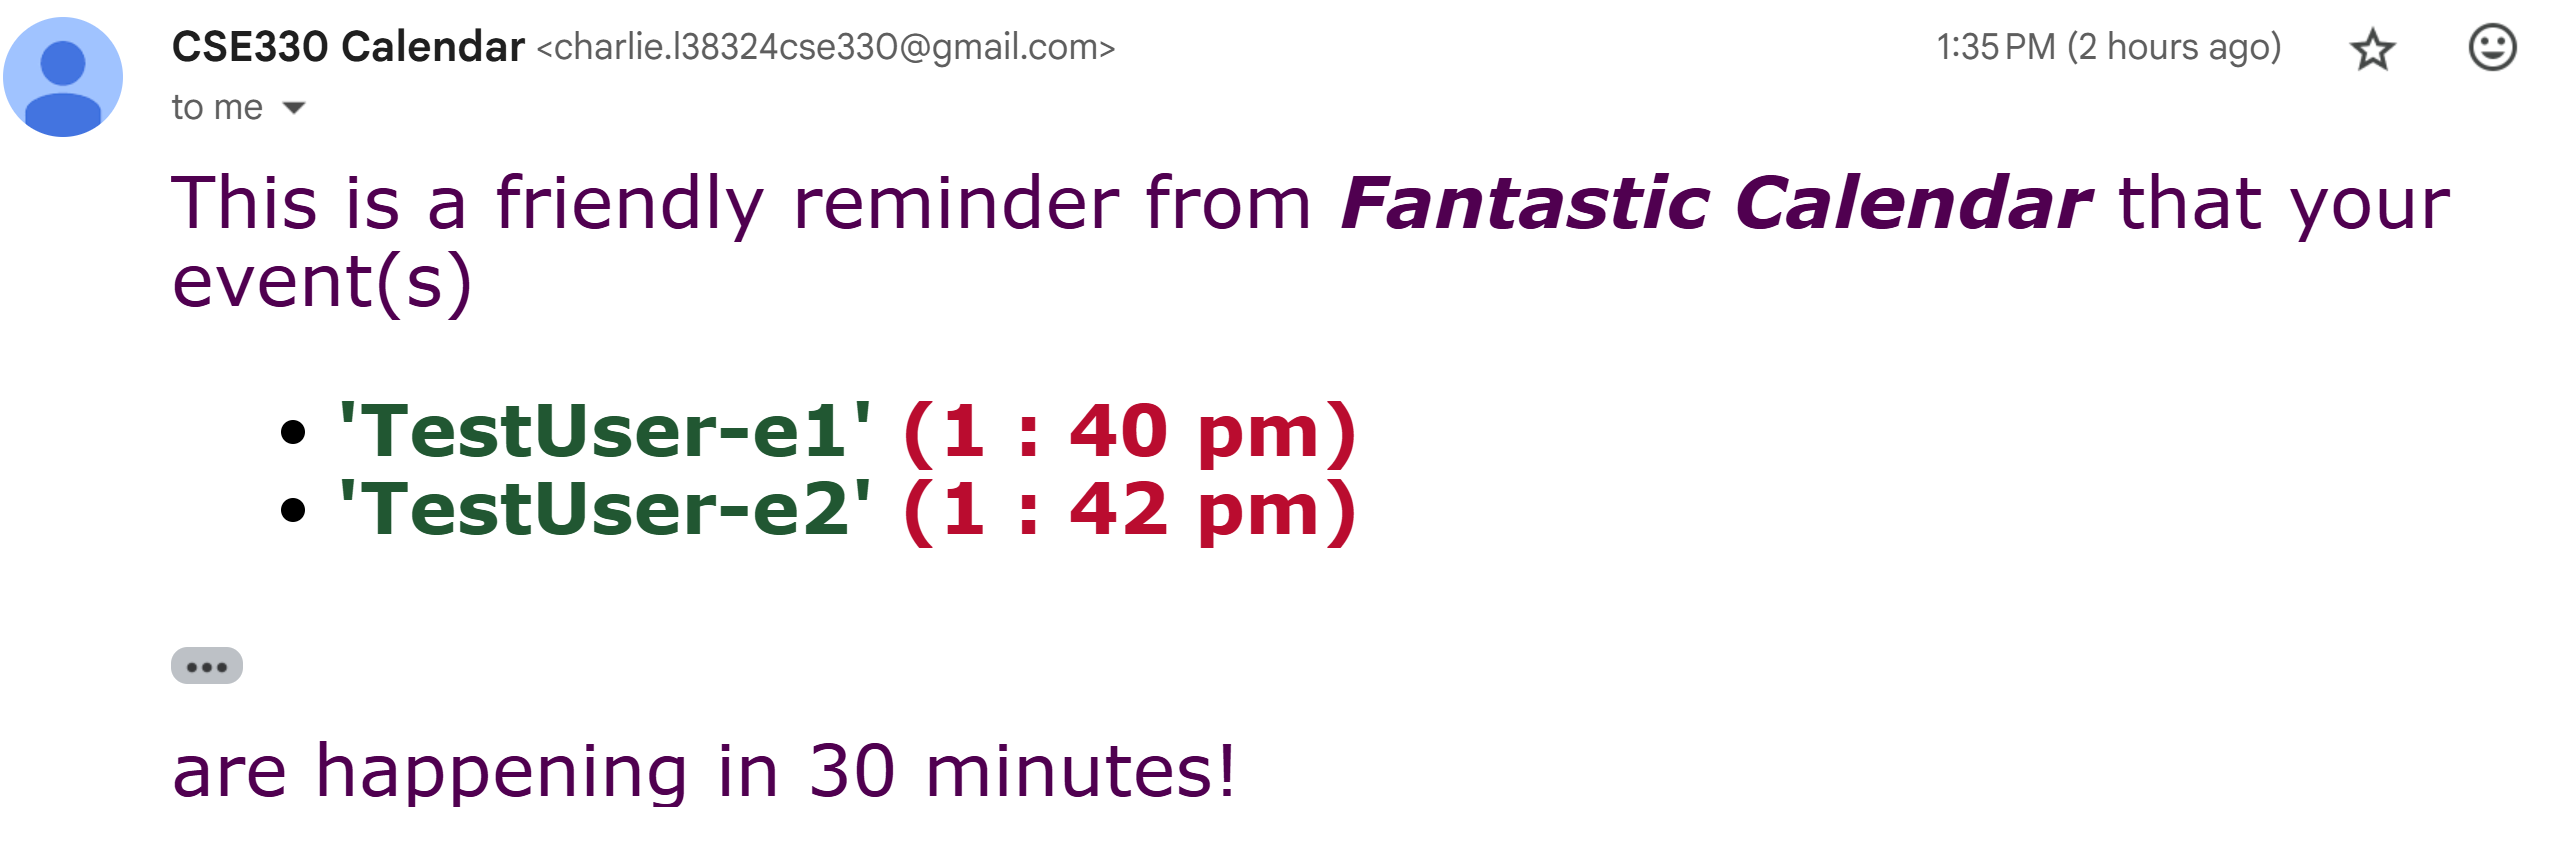 CSE330 Calendar <charlie.l38324cse330@gmail.com> 1:35 PM (2 hours ago)
to me
This is a friendly reminder from Fantastic Calendar that your
event(s)
• 'TestUser-e1' (1 : 40 pm)
• 'TestUser-e2' (1 : 42 pm)
•••
are happening in 30 minutes!